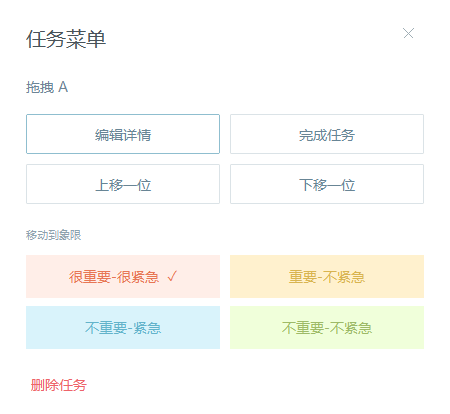 任务菜单
拖拽 A
编辑详情
完成任务
上移一位
下移一位
移动到象限
很重要-很紧急 ✓
重要-不紧急
不重要-紧急
不重要-不紧急
删除任务